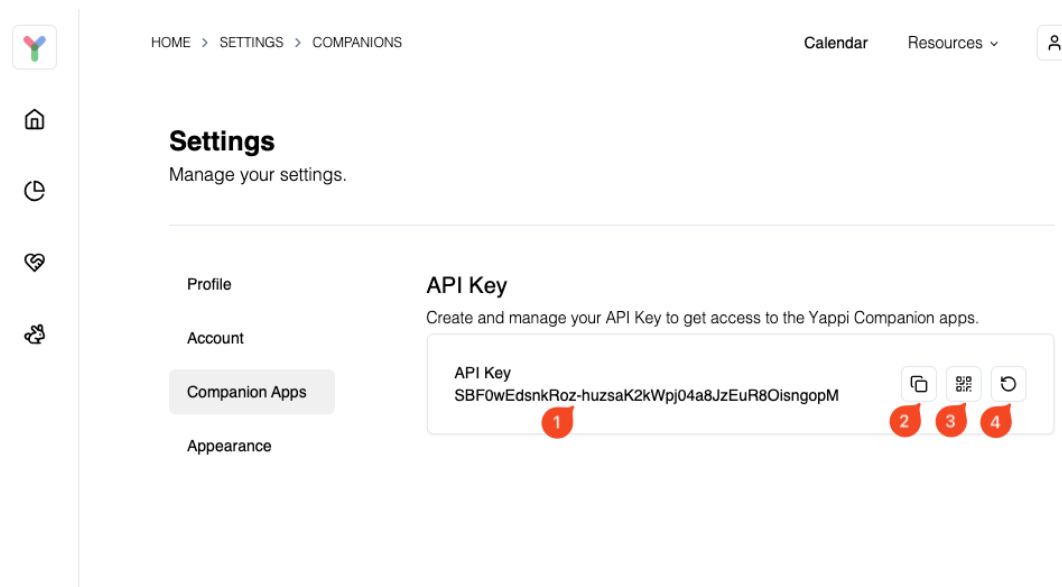 HOME > SETTINGS > COMPANIONS
Calendar
Resources
Settings
Manage your settings.
Profile
Account
Companion Apps
Appearance
API Key
Create and manage your API Key to get access to the Yappi Companion apps.
API Key
SBF0wEdsnkRoz-huzsaK2kWpj04a8JzEuR8OisngopM
1
2
3
4